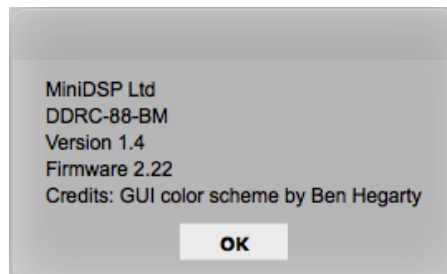 MiniDSP Ltd
DDRC-88-BM
Version 1.4
Firmware 2.22
Credits: GUI color scheme by Ben Hegarty
OK